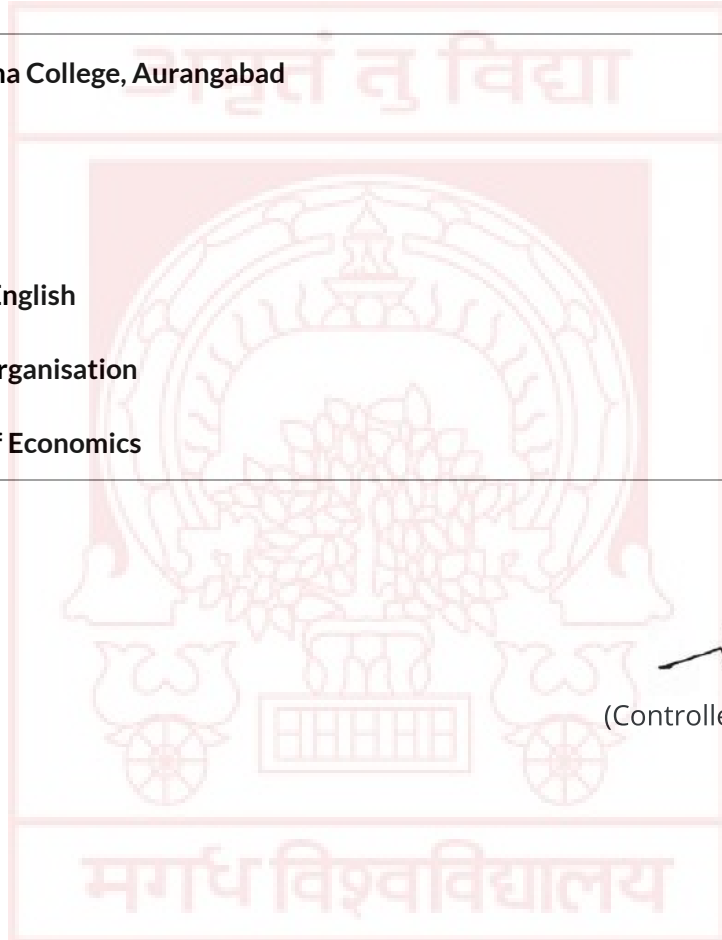 अमृतं तु विद्या
na College, Aurangabad
English
rganisation
f Economics
(Controlle
मगध विश्वविद्यालय